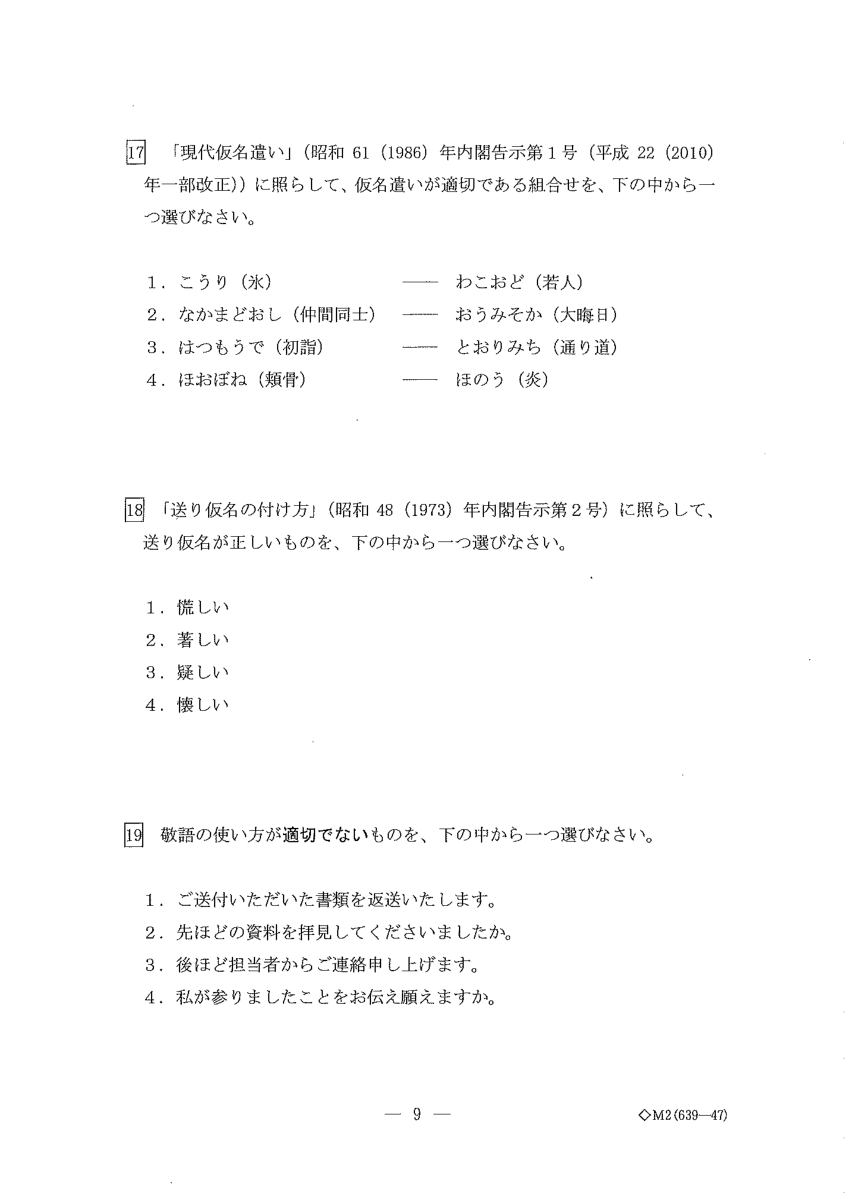 17 「現代仮名遣い」（昭和 61（1986）年内閣告示第１号（平成 22（2010）
年一部改正））に照らして、仮名遣いが適切である組合せを、下の中から一
つ選びなさい。
１．こうり（氷） —— わこおど（若人）
２．なかまどおし（仲間同士） —— おうみそか（大晦日）
３．はつもうで（初詣） —— とおりみち（通り道）
４．ほおぼね（頬骨） —— ほのう（炎）
18 「送り仮名の付け方」（昭和 48（1973）年内閣告示第２号）に照らして、
送り仮名が正しいものを、下の中から一つ選びなさい。
１．慌しい
２．著しい
３．疑しい
４．懐しい
19 敬語の使い方が適切でないものを、下の中から一つ選びなさい。
１．ご送付いただいた書類を返送いたします。
２．先ほどの資料を拝見してくださいましたか。
３．後ほど担当者からご連絡申し上げます。
４．私が参りましたことをお伝え願えますか。
— 9 — ◇M2(639—47)